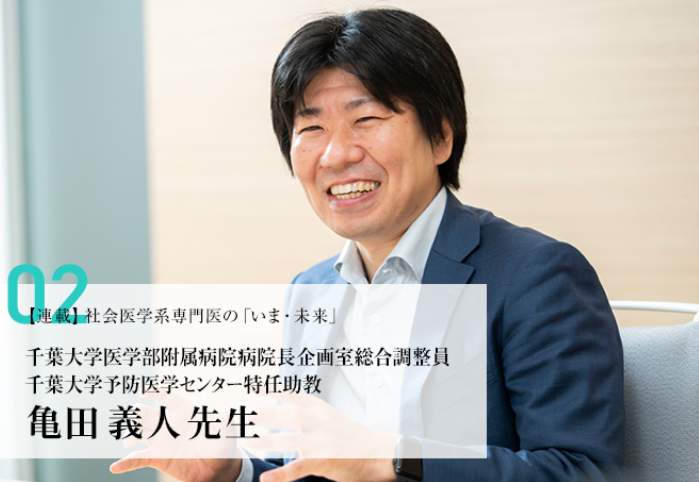 02
【連載】社会医学系専門医の「いま・未来」
千葉大学医学部附属病院病院長企画室総合調整員
千葉大学予防医学センター特任助教
亀田 義人 先生